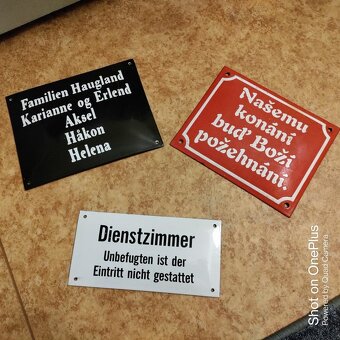 Familien Haugland
Karianne og Erlend
Aksel
Håkon
Helena
Našemu
konání
buď Boží
požehnání.
Dienstzimmer
Unbefugten ist der
Eintritt nicht gestattet
Shot on OnePlus
Powered by Quad Camera